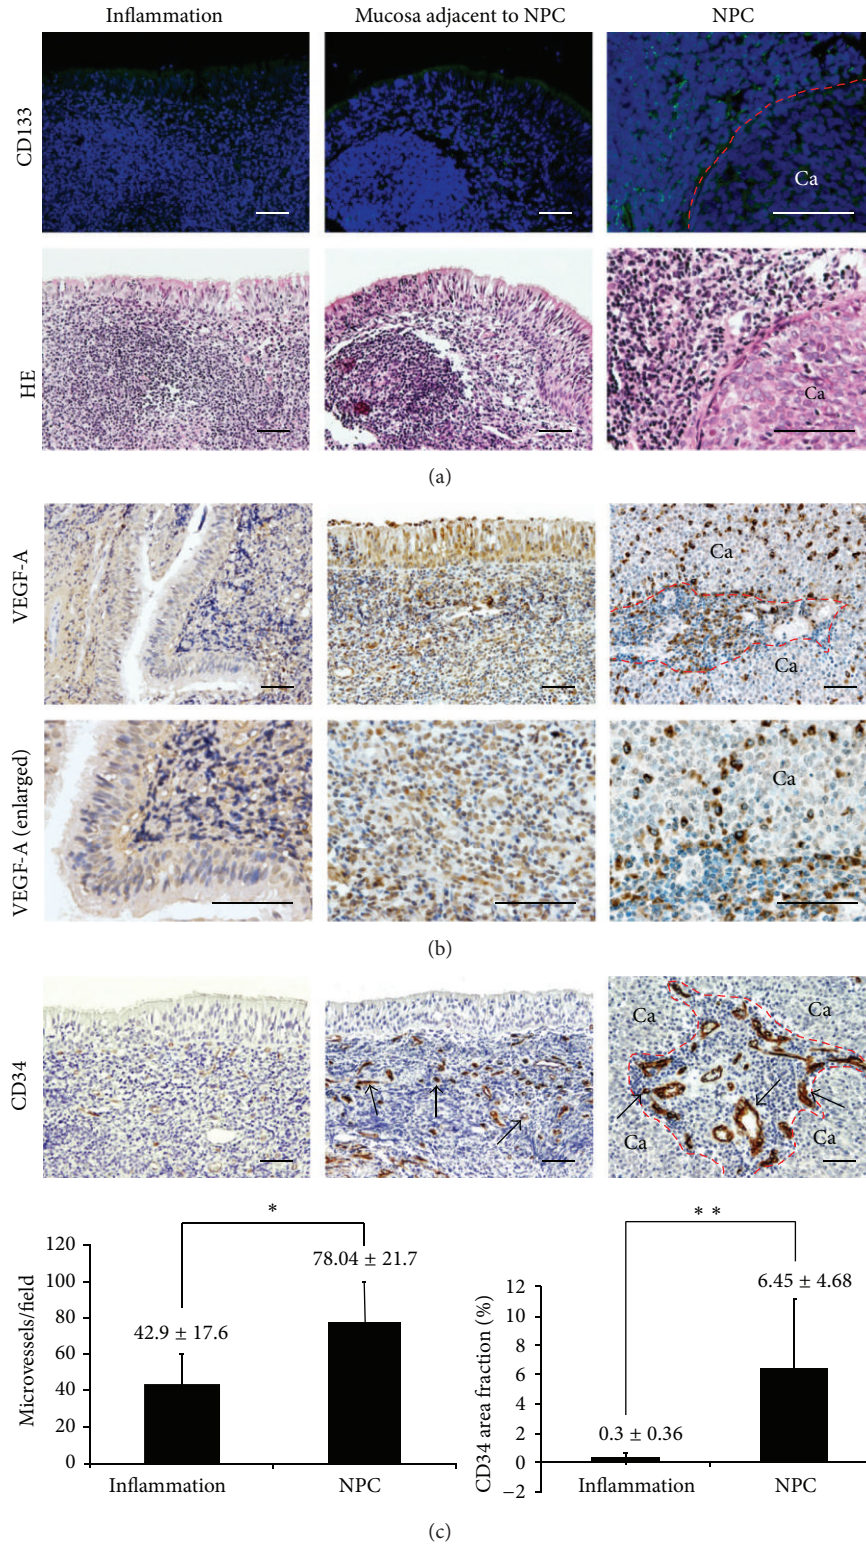 Inflammation
Mucosa adjacent to NPC
NPC
CD133
Ca
HE
Ca
(a)
VEGF-A
Ca
Ca
VEGF-A (enlarged)
Ca
(b)
CD34
Ca
Ca
Ca
Ca
*
120
100
80
60
40
20
0
Microvessels/field
42.9 ± 17.6
78.04 ± 21.7
Inflammation
NPC
* *
12
10
8
6
4
2
0
−2
CD34 area fraction (%)
0.3 ± 0.36
6.45 ± 4.68
Inflammation
NPC
(c)